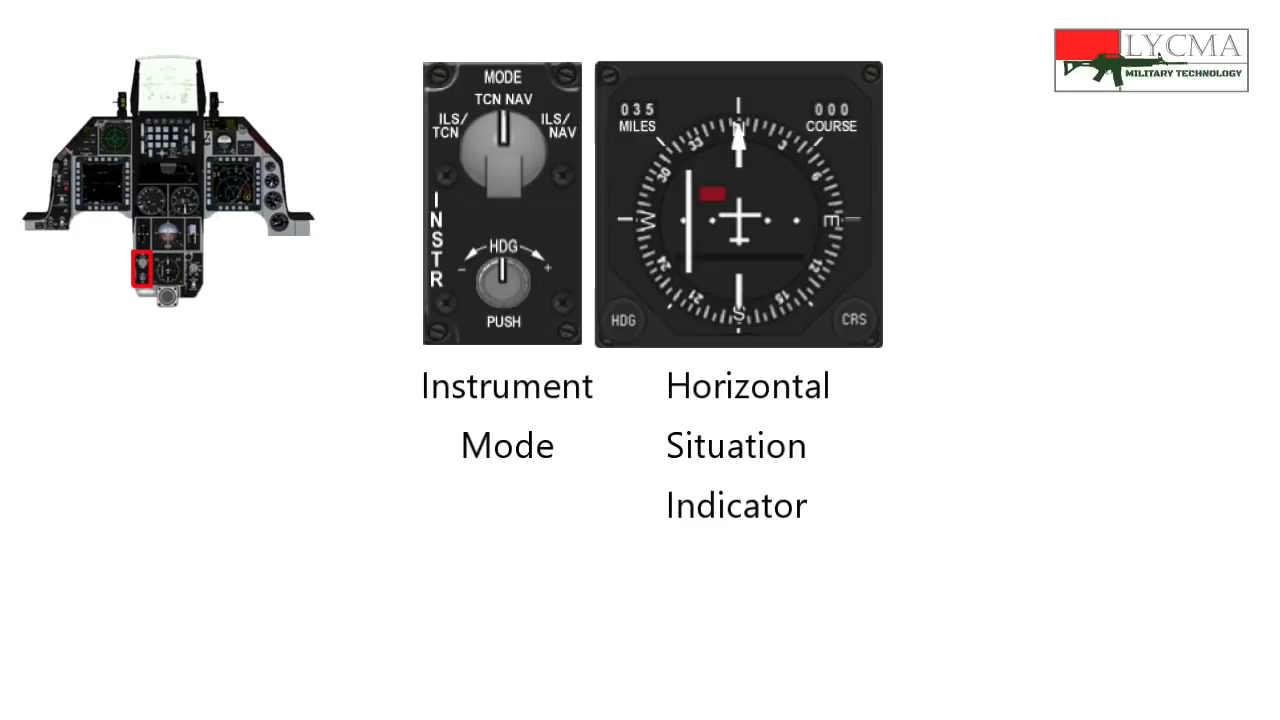 LYCMA
MILITARY TECHNOLOGY
MODE
TCN NAV
ILS/ ILS/
TCN NAV
INSTR
HDG
- +
PUSH
035 000
MILES COURSE
33 N 3
30 6
W E
24 12
21 S 15
HDG CRS
Instrument
Mode
Horizontal
Situation
Indicator